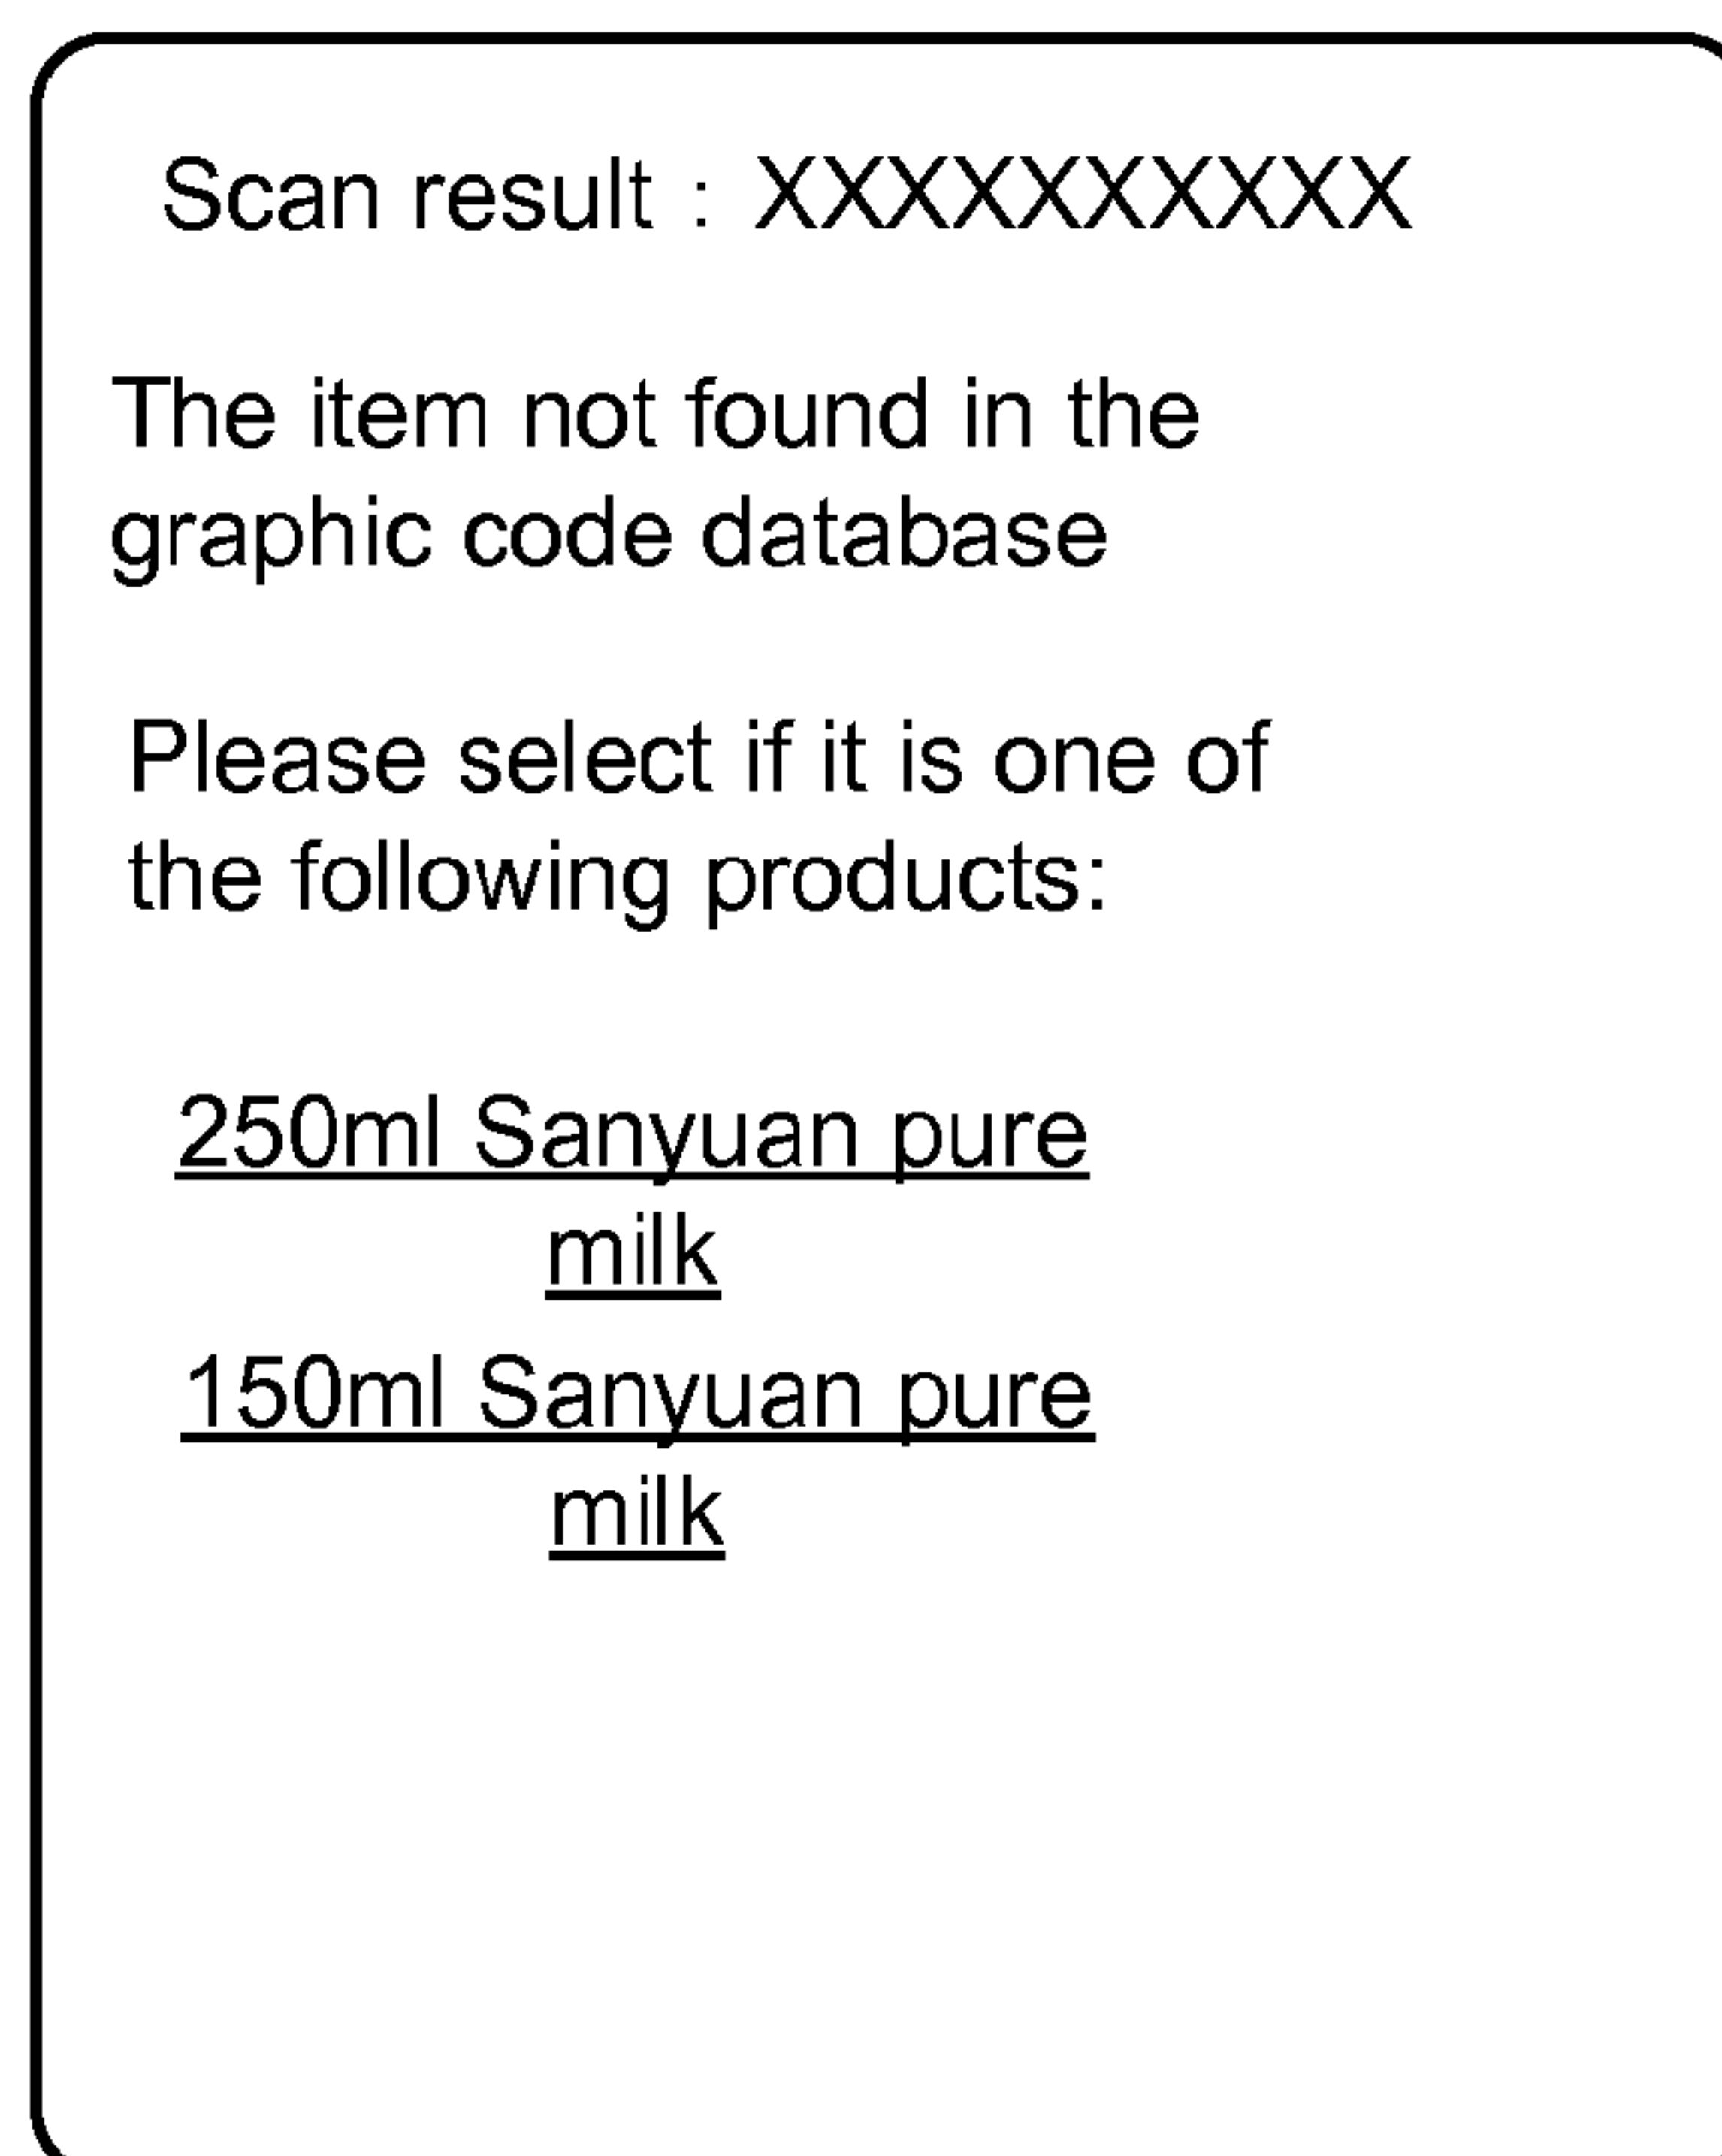 Scan result : XXXXXXXXXX
The item not found in the
graphic code database
Please select if it is one of
the following products:
250ml Sanyuan pure
milk
150ml Sanyuan pure
milk